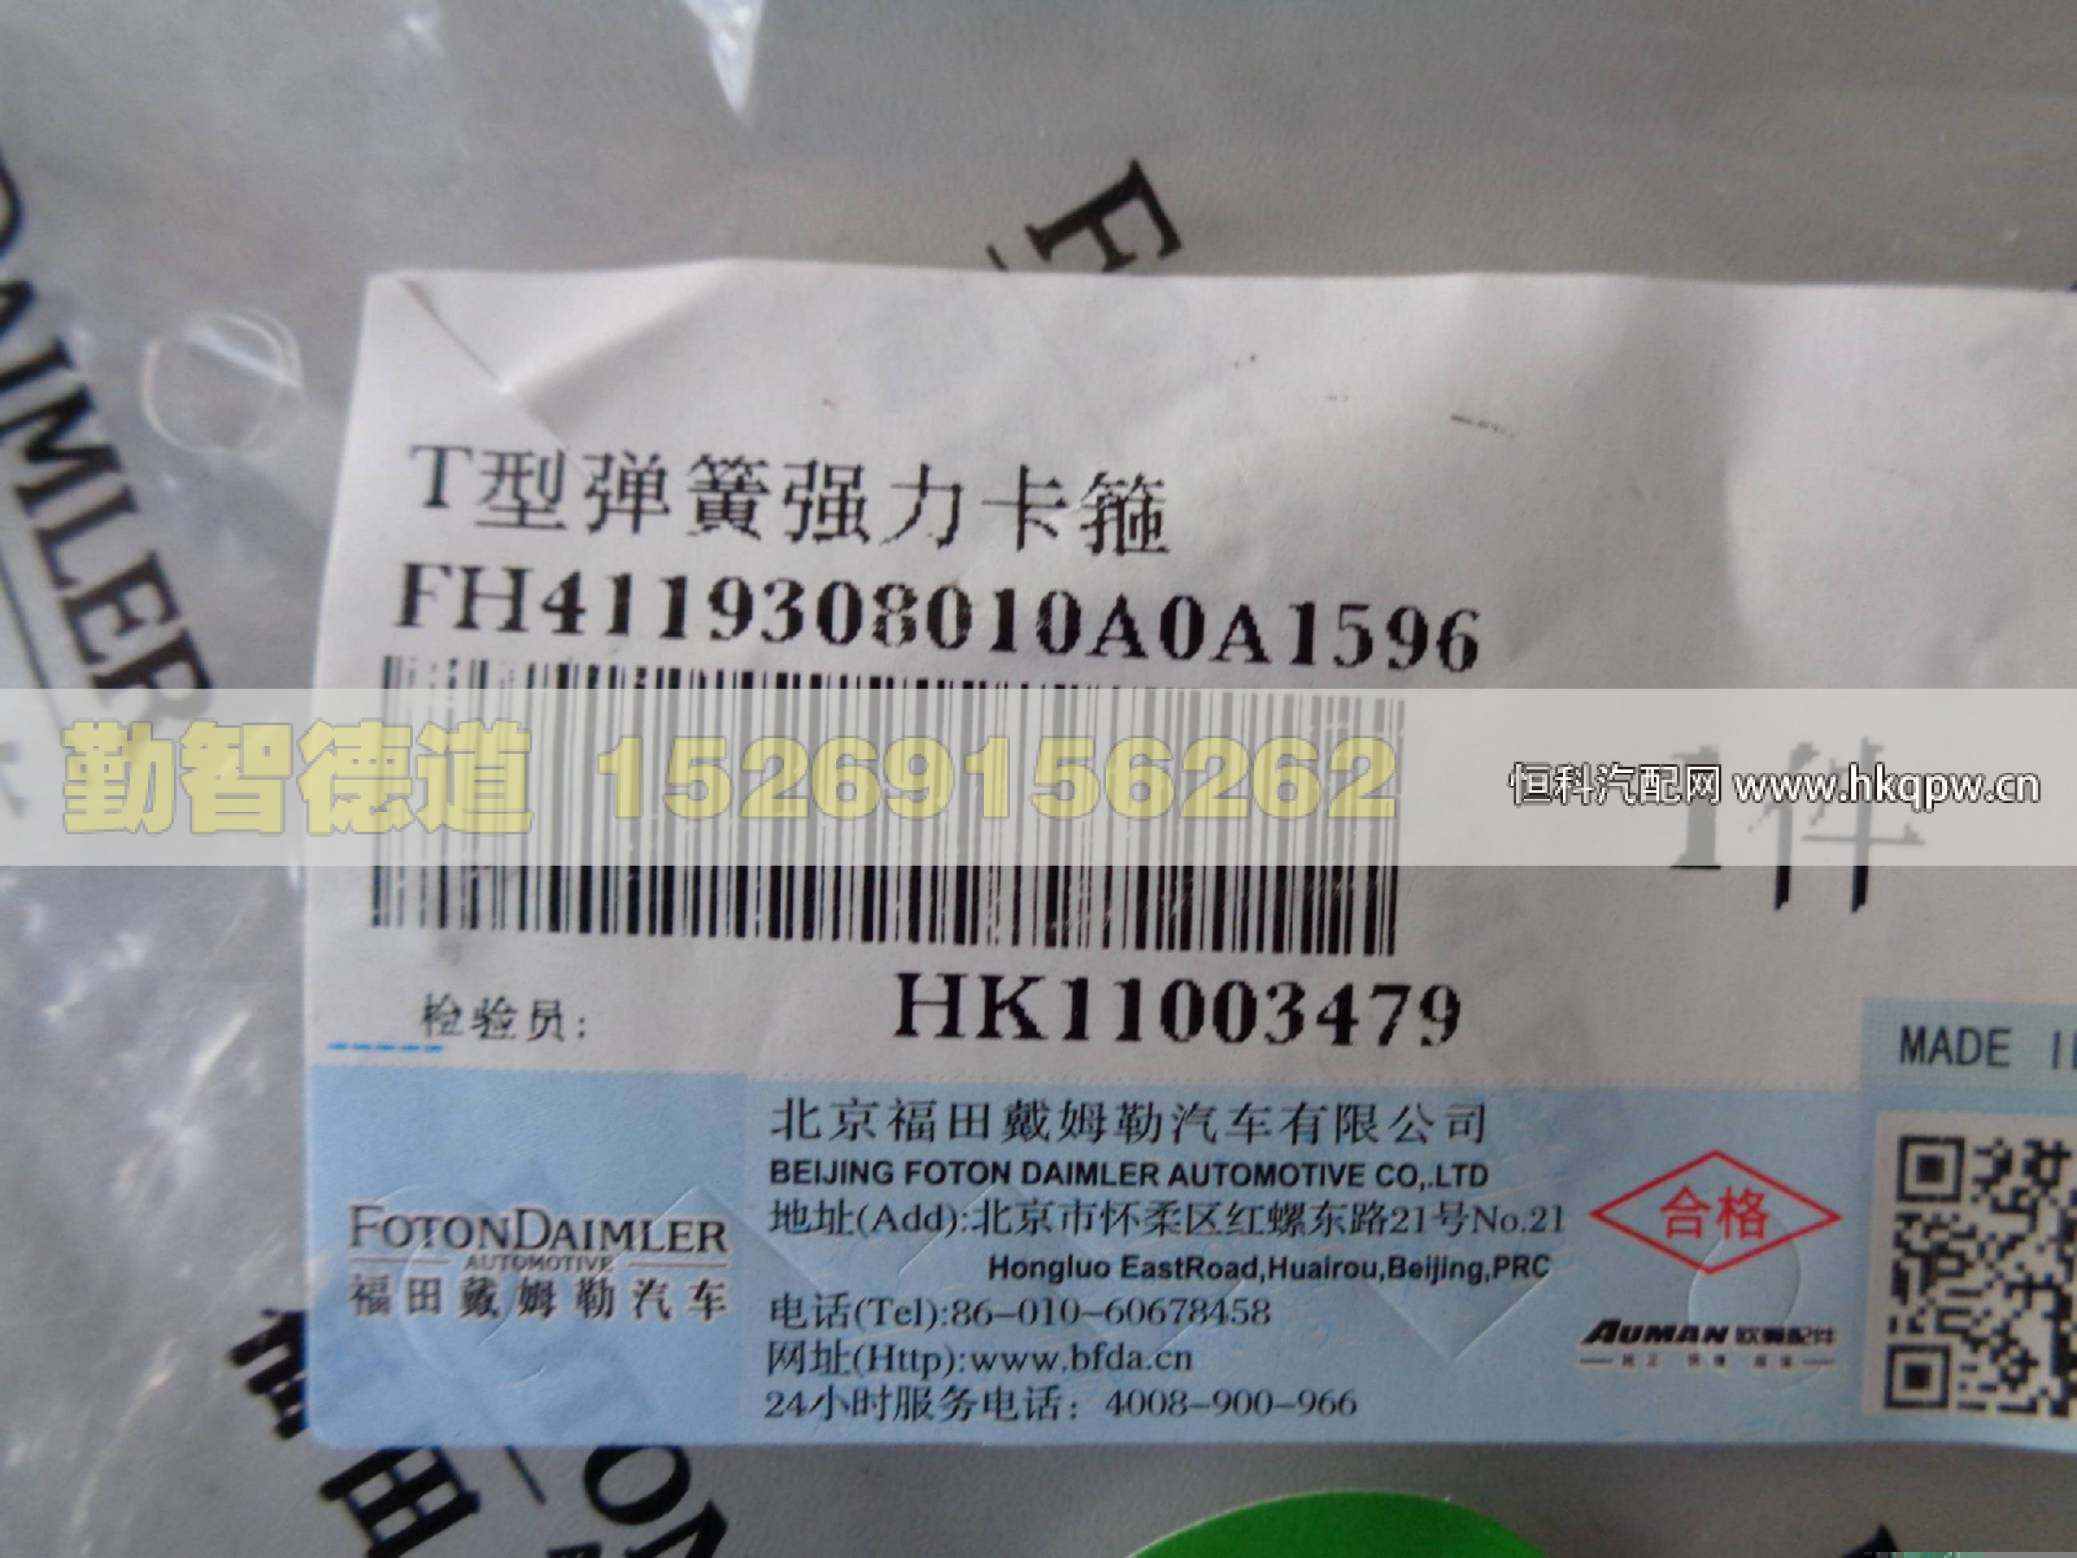 DAIMLER
F
T型弹簧强力卡箍
FH4119308010A0A1596
勤智德道 15269156262
恒科汽配网 www.hkqpw.cn
1件
检验员:
HK11003479
MADE
北京福田戴姆勒汽车有限公司
BEIJING FOTON DAIMLER AUTOMOTIVE CO,.LTD
地址(Add):北京市怀柔区红螺东路21号No.21
Hongluo EastRoad,Huairou,Beijing,PRC
电话(Tel):86-010-60678458
网址(Http):www.bfda.cn
24小时服务电话：4008-900-966
FOTONDAIMLER
AUTOMOTIVE
福田戴姆勒汽车
合格
AUMAN 欧曼配件
福田